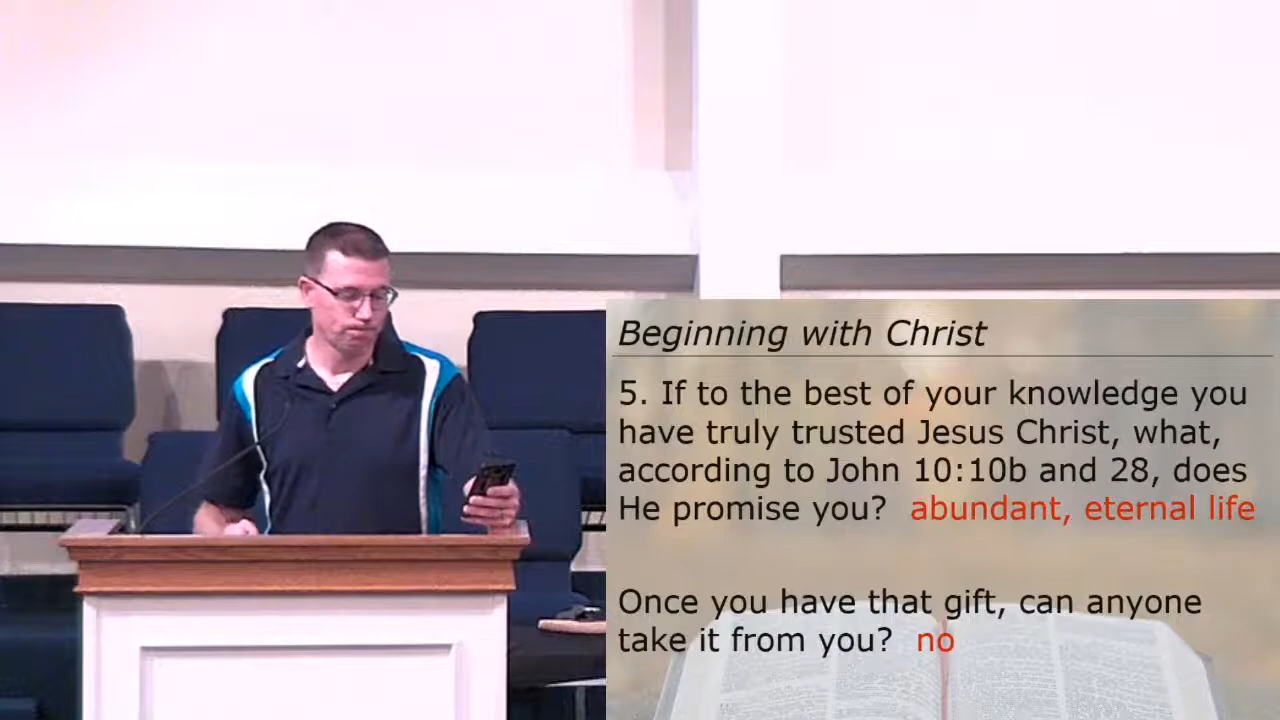 Beginning with Christ
5. If to the best of your knowledge you
have truly trusted Jesus Christ, what,
according to John 10:10b and 28, does
He promise you? abundant, eternal life
Once you have that gift, can anyone
take it from you? no